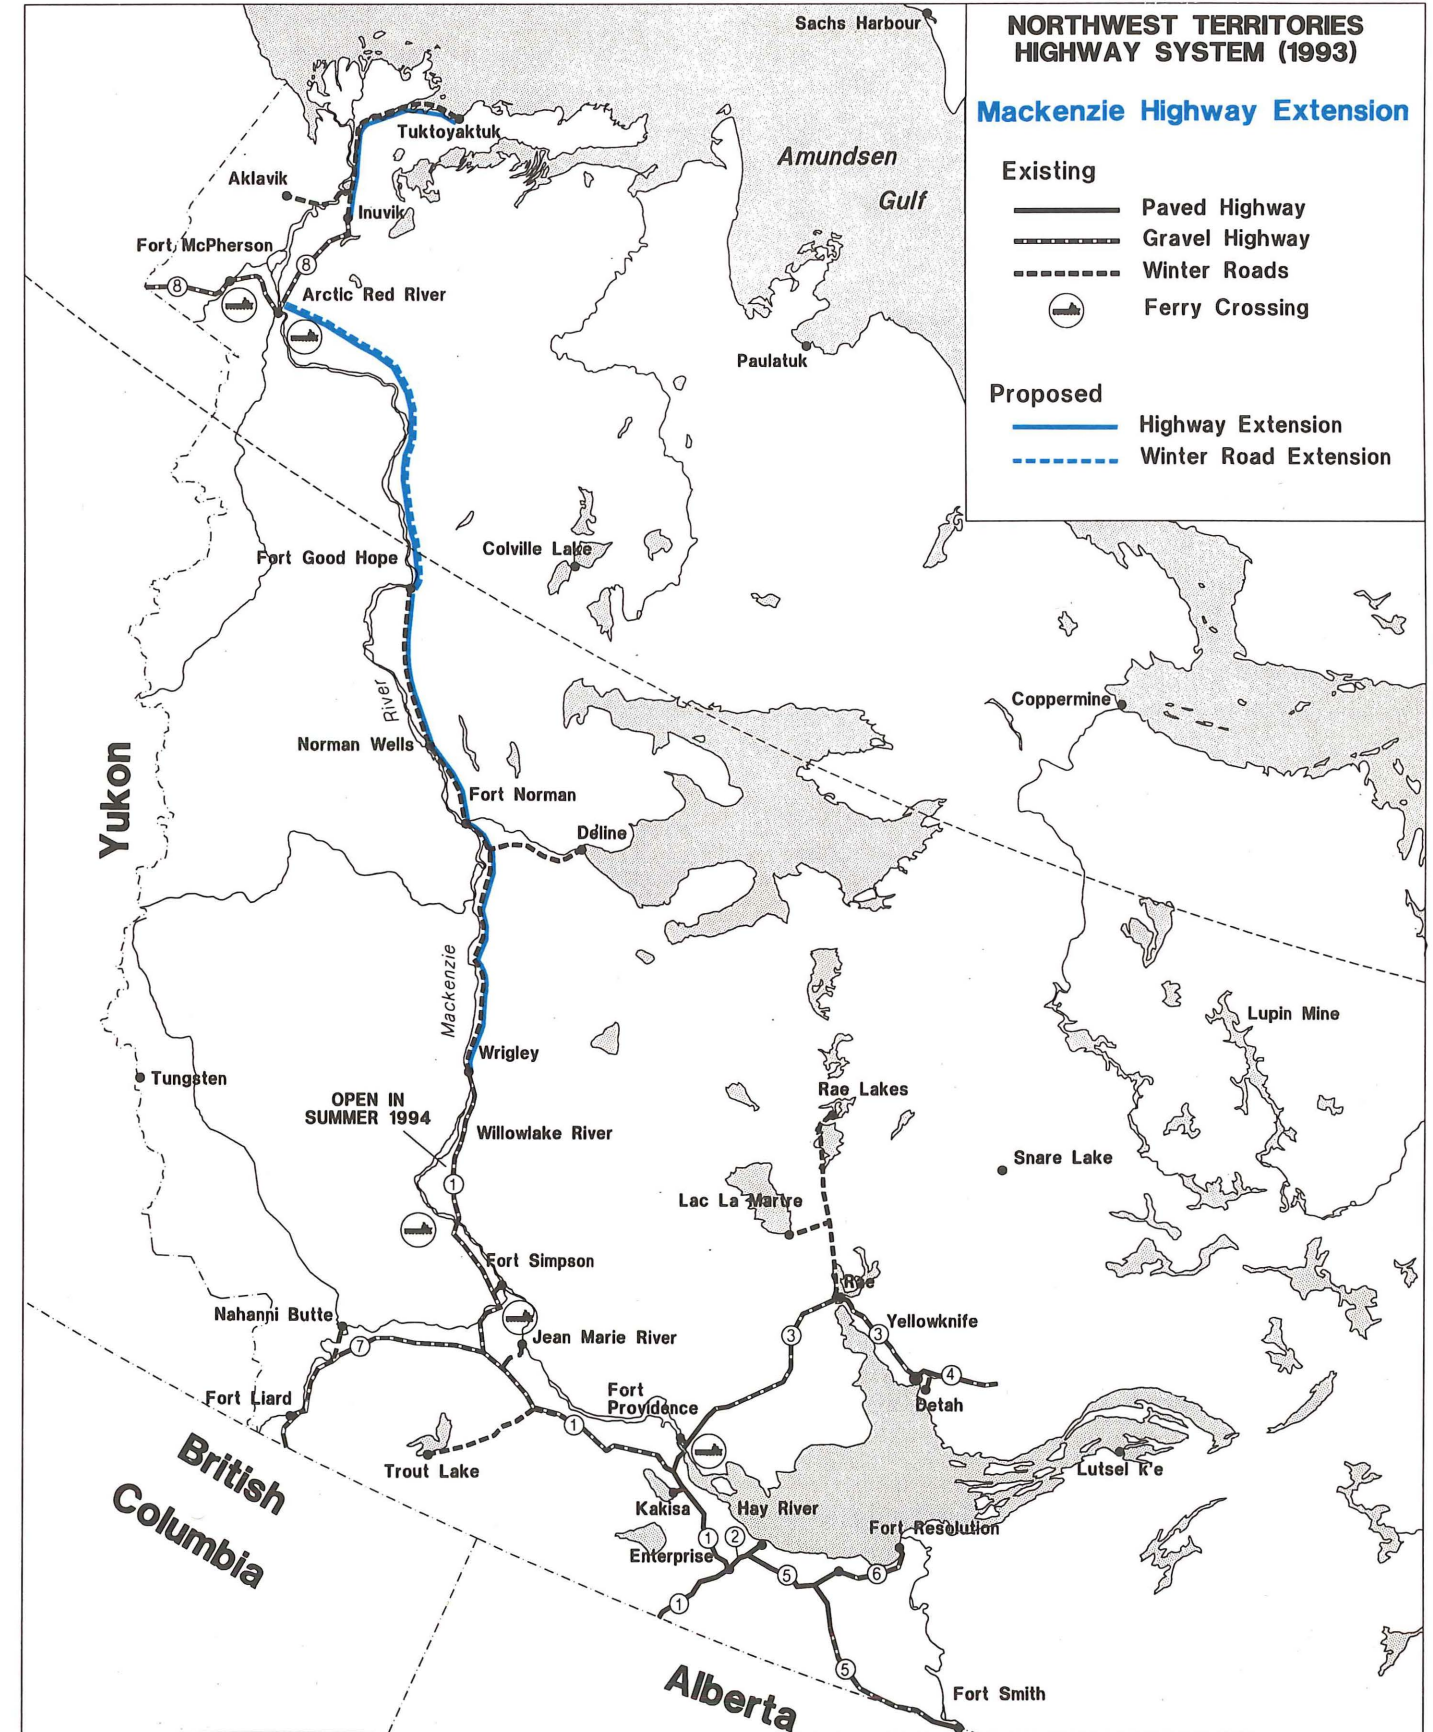 NORTHWEST TERRITORIES
HIGHWAY SYSTEM (1993)
Mackenzie Highway Extension
Existing
Paved Highway
Gravel Highway
Winter Roads
Ferry Crossing
Proposed
Highway Extension
Winter Road Extension
Sachs Harbour
Tuktoyaktuk
Amundsen
Gulf
Aklavik
Inuvik
Fort McPherson
8
8
Arctic Red River
Paulatuk
Fort Good Hope
Colville Lake
River
Coppermine
Norman Wells
Yukon
Fort Norman
Déline
Mackenzie
Lupin Mine
Wrigley
Tungsten
Rae Lakes
OPEN IN
SUMMER 1994
Willowlake River
Snare Lake
1
Lac La Martre
Fort Simpson
Rae
Nahanni Butte
Yellowknife
Jean Marie River
3
3
7
4
Fort Liard
Fort
Providence
Detah
1
British
Columbia
Trout Lake
Lutsel k'e
Kakisa
Hay River
Fort Resolution
1
2
Enterprise
5
6
1
5
Alberta
Fort Smith